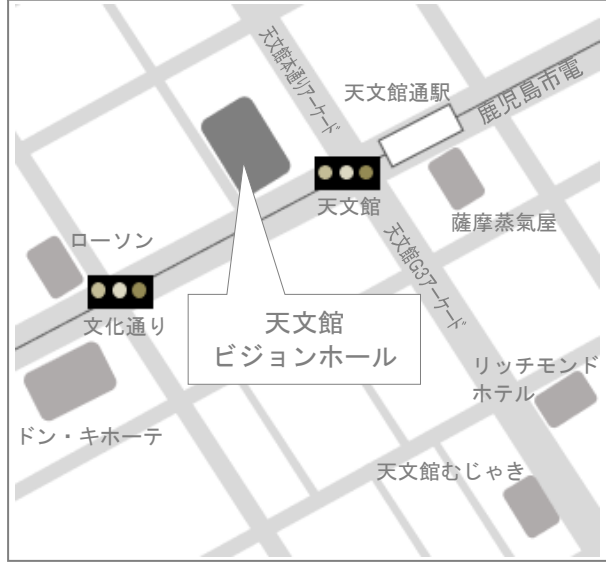 天文館本通りアーケード
天文館通駅
鹿児島市電
天文館
薩摩蒸氣屋
ローソン
天文館G3アーケード
文化通り
天文館
ビジョンホール
リッチモンド
ホテル
ドン・キホーテ
天文館むじゃき